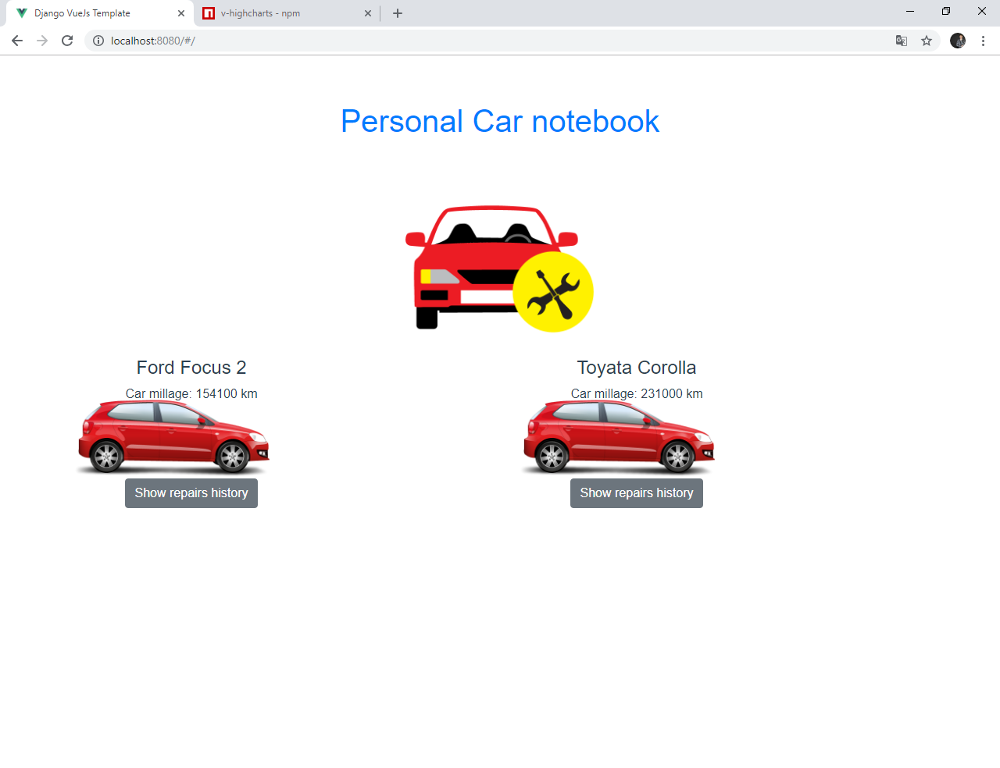 Django VueJs Template
v-highcharts - npm
localhost:8080/#/
Personal Car notebook
Ford Focus 2
Car millage: 154100 km
Show repairs history
Toyata Corolla
Car millage: 231000 km
Show repairs history